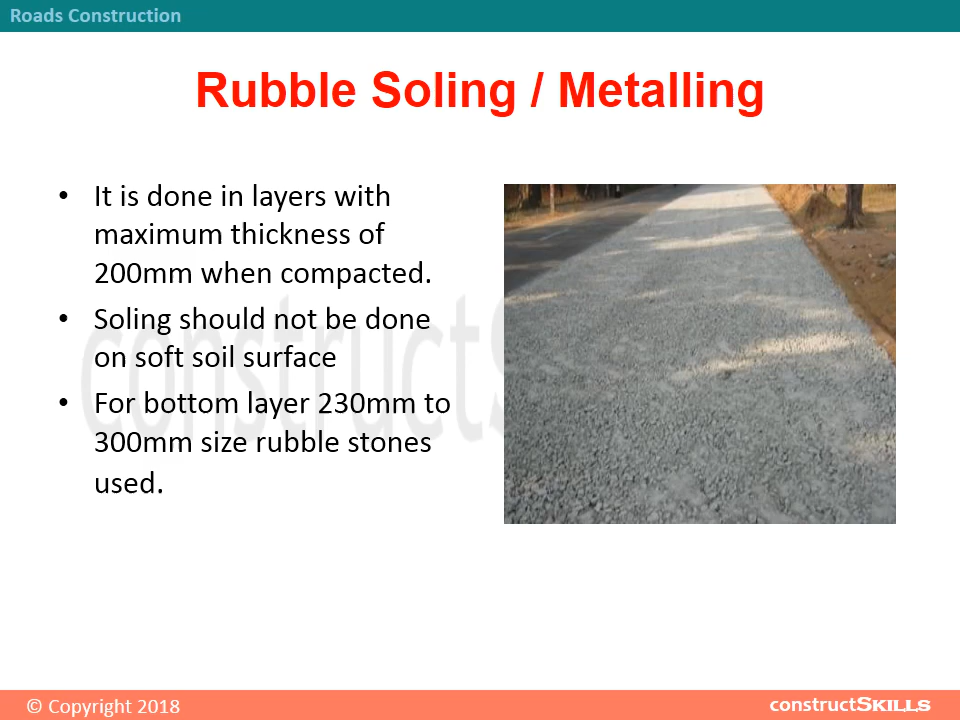 Roads Construction
Rubble Soling / Metalling
• It is done in layers with
maximum thickness of
200mm when compacted.
• Soling should not be done
on soft soil surface
• For bottom layer 230mm to
300mm size rubble stones
used.
constructS
© Copyright 2018
constructSKILLS